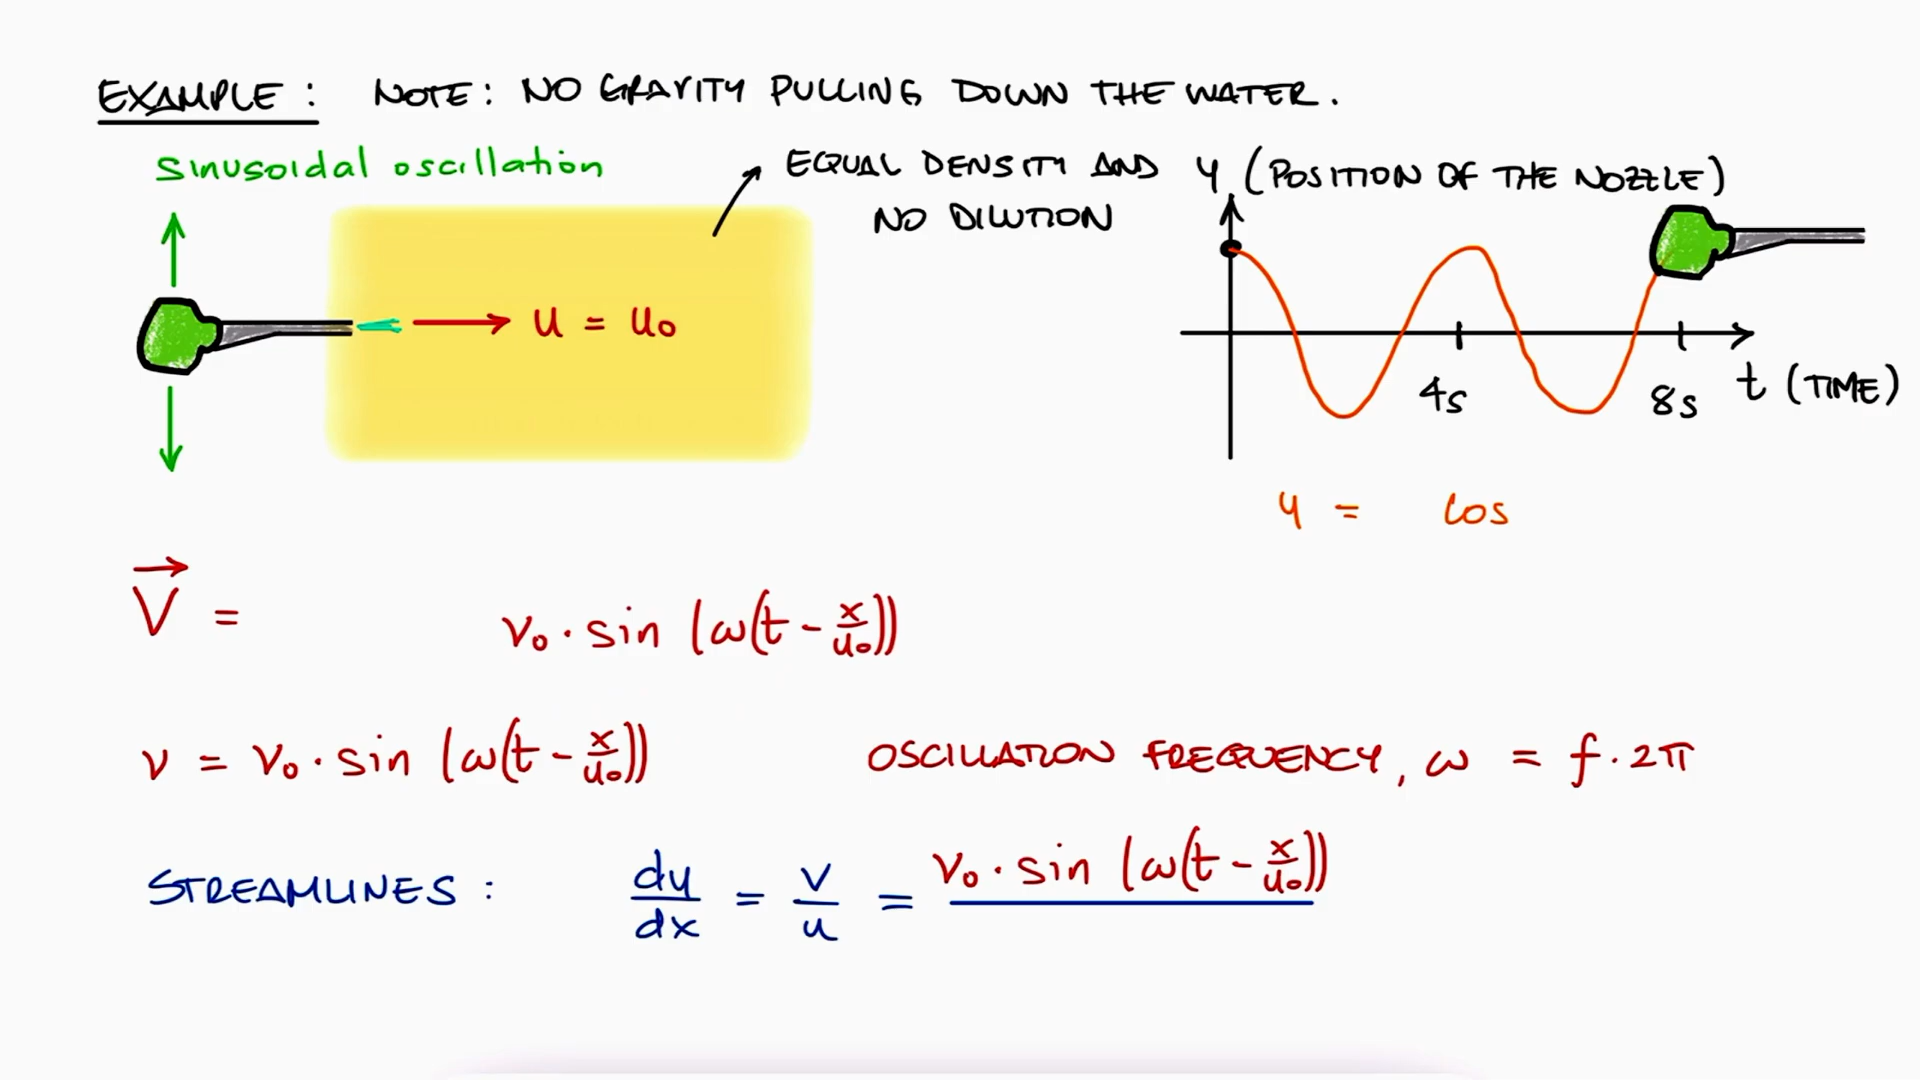 EXAMPLE: NOTE: NO GRAVITY PULLING DOWN THE WATER.
sinusoidal oscillation
EQUAL DENSITY AND
NO DILUTION
y (POSITION OF THE NOZZLE)
u = u₀
4s
8s
t (TIME)
y = cos
V⃗ = v₀·sin (ω(t - x/u₀))
v = v₀·sin (ω(t - x/u₀))
OSCILLATION FREQUENCY, ω = f·2π
STREAMLINES: dy/dx = v/u = v₀·sin (ω(t - x/u₀))